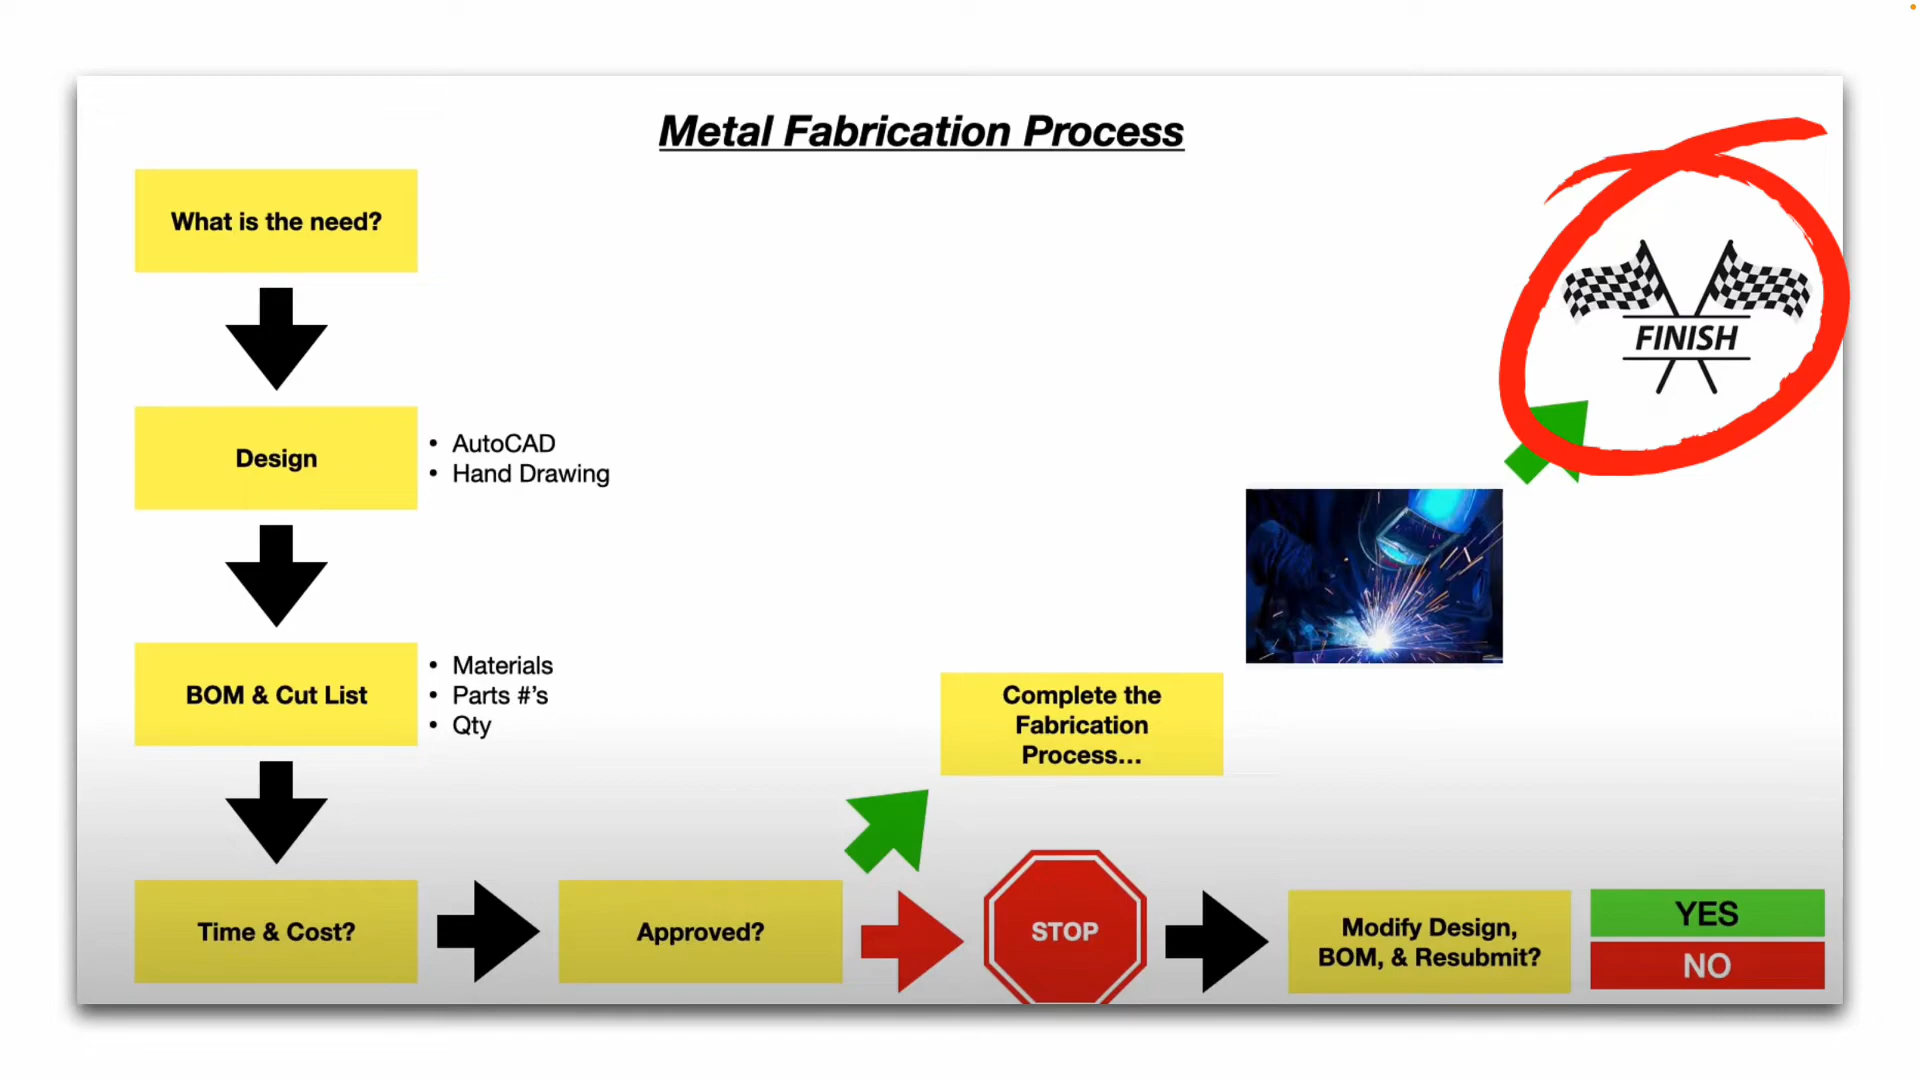 Metal Fabrication Process
What is the need?
Design
• AutoCAD
• Hand Drawing
BOM & Cut List
• Materials
• Parts #’s
• Qty
Time & Cost?
Approved?
Complete the
Fabrication
Process...
FINISH
STOP
Modify Design,
BOM, & Resubmit?
YES
NO